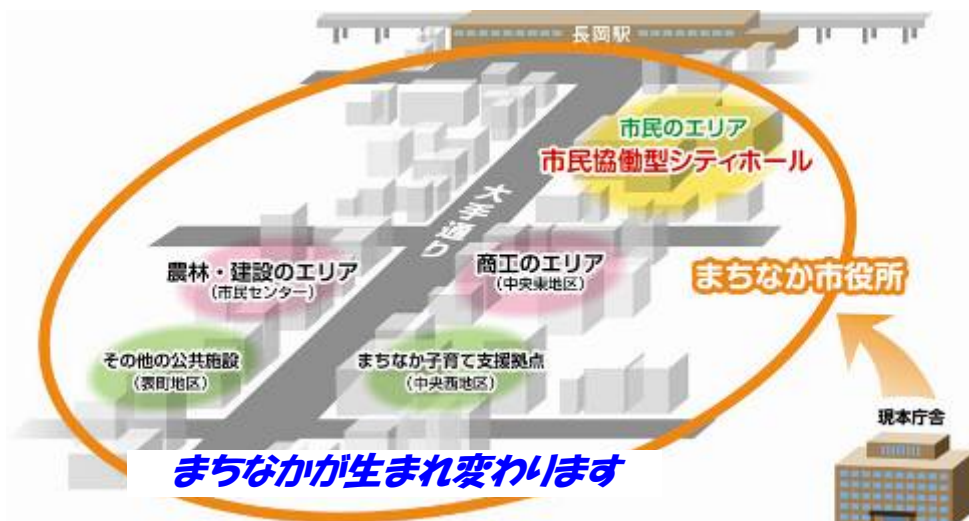 長岡駅
市民のエリア
市民協働型シティホール
大手通り
農林・建設のエリア
(市民センター)
商工のエリア
(中央東地区)
まちなか市役所
その他の公共施設
(表町地区)
まちなか子育て支援拠点
(中央西地区)
現本庁舎
まちなかが生まれ変わります